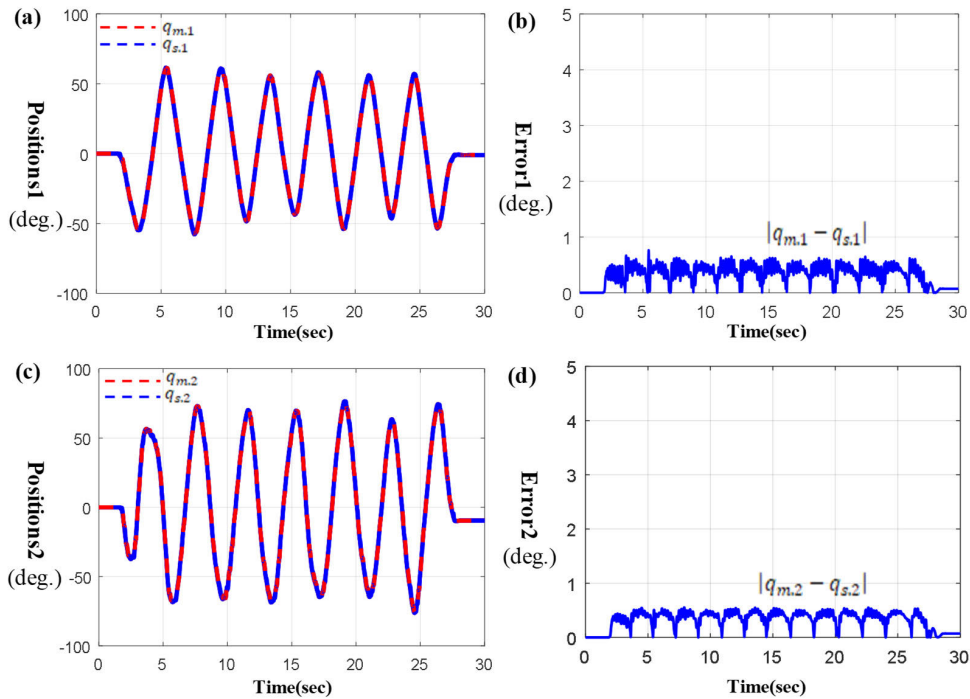 (a)
100
50
0
-50
-100
Positions1
(deg.)
q_{m.1}
q_{s.1}
0 5 10 15 20 25 30
Time(sec)
(b)
5
4
3
2
1
0
Error1
(deg.)
|q_{m.1} − q_{s.1}|
0 5 10 15 20 25 30
Time(sec)
(c)
100
50
0
-50
-100
Positions2
(deg.)
q_{m.2}
q_{s.2}
0 5 10 15 20 25 30
Time(sec)
(d)
5
4
3
2
1
0
Error2
(deg.)
|q_{m.2} − q_{s.2}|
0 5 10 15 20 25 30
Time(sec)